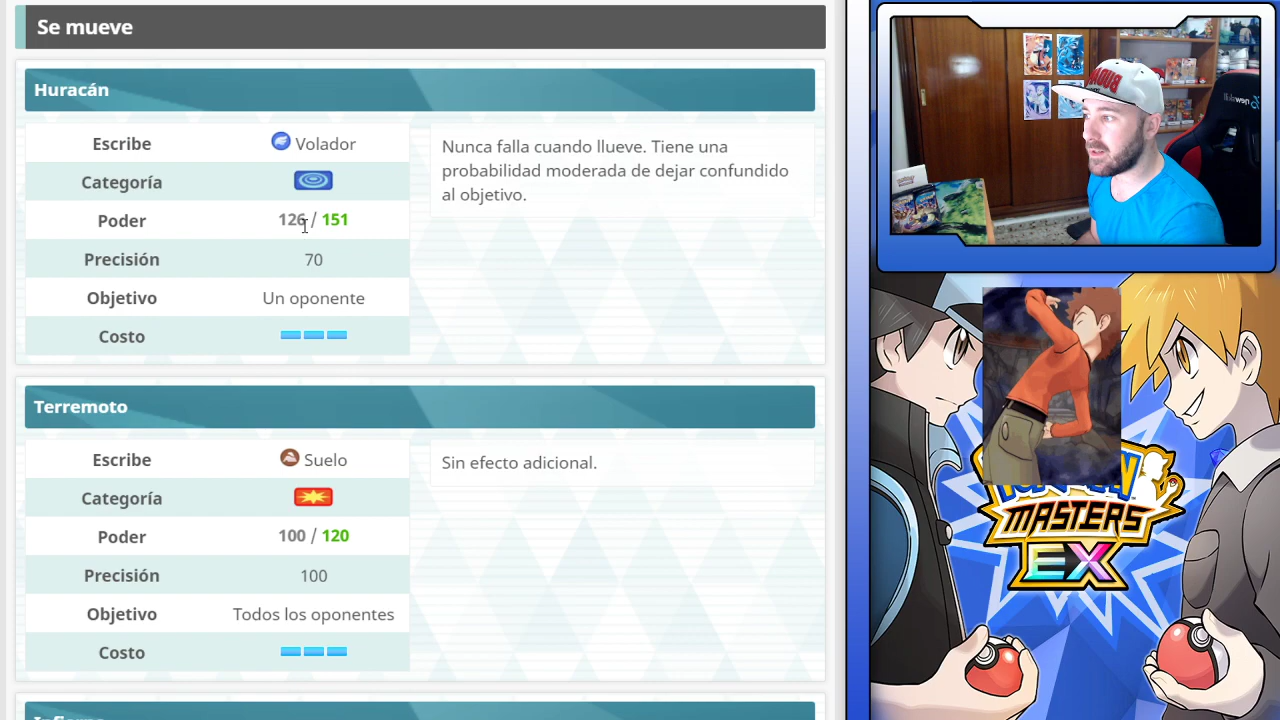 Se mueve
Huracán
Escribe Volador
Categoría
Poder 126 / 151
Precisión 70
Objetivo Un oponente
Costo
Nunca falla cuando llueve. Tiene una
probabilidad moderada de dejar confundido
al objetivo.
Terremoto
Escribe Suelo
Categoría
Poder 100 / 120
Precisión 100
Objetivo Todos los oponentes
Costo
Sin efecto adicional.
MASTERS
EX